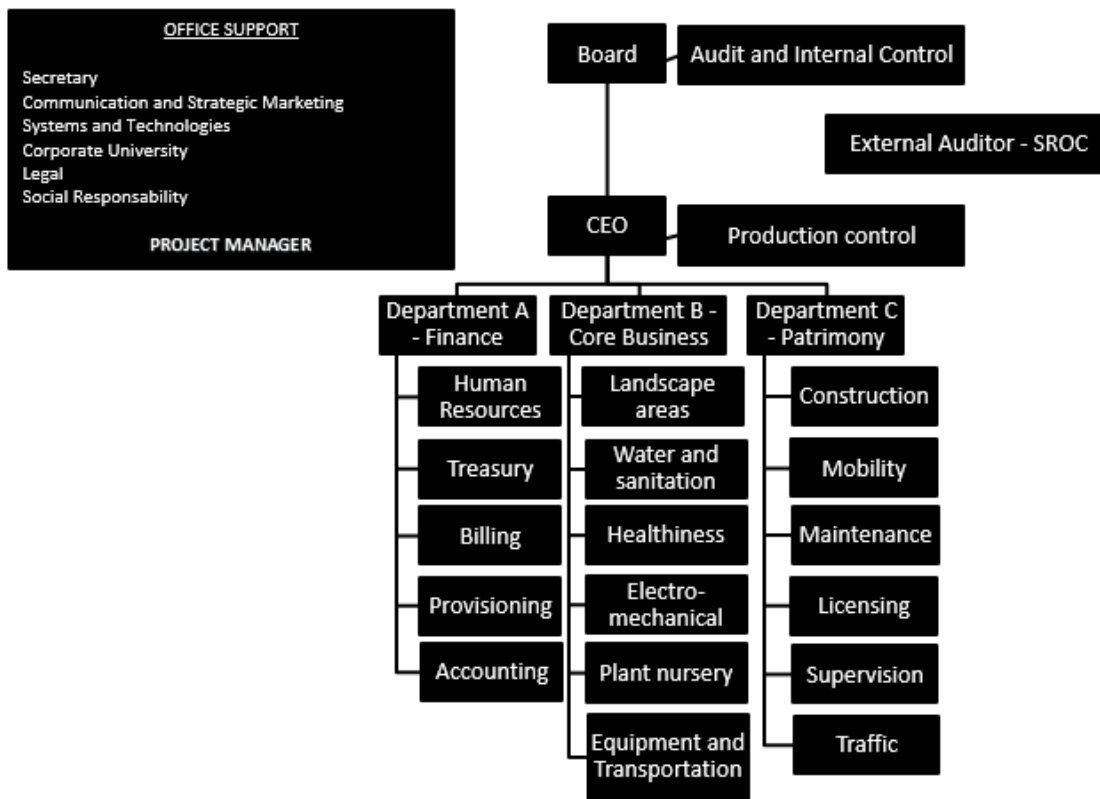 OFFICE SUPPORT
Secretary
Communication and Strategic Marketing
Systems and Technologies
Corporate University
Legal
Social Responsability
PROJECT MANAGER
Board
Audit and Internal Control
External Auditor - SROC
CEO
Production control
Department A
- Finance
Human
Resources
Treasury
Billing
Provisioning
Accounting
Department B -
Core Business
Landscape
areas
Water and
sanitation
Healthiness
Electro-
mechanical
Plant nursery
Equipment and
Transportation
Department C
- Patrimony
Construction
Mobility
Maintenance
Licensing
Supervision
Traffic